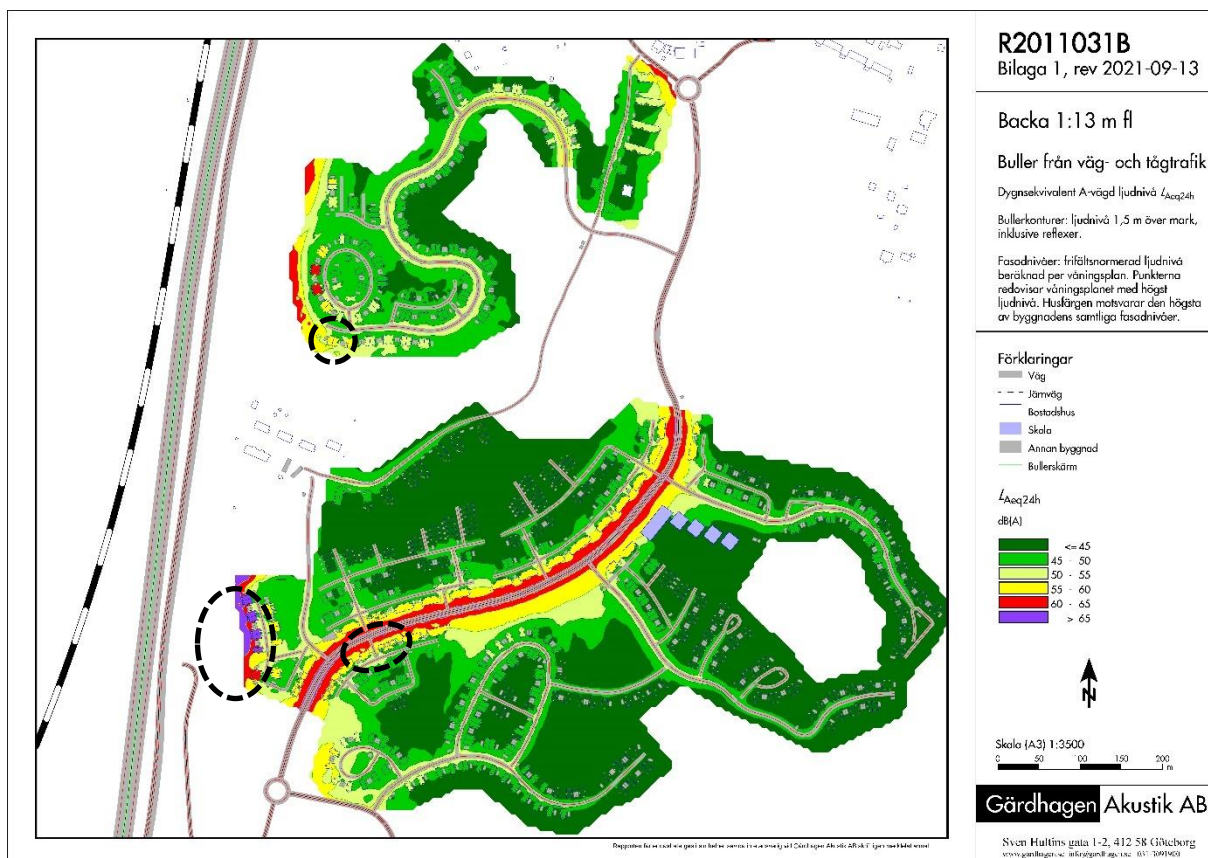 R2011031B
Bilaga 1, rev 2021-09-13
Backa 1:13 m fl
Buller från väg- och tågtrafik
Dygnsekvivalent A-vägd ljudnivå LAeq24h
Bullerkonturer: ljudnivå 1,5 m över mark,
inklusive reflexer.
Fasadnivåer: frifältsnormerad ljudnivå
beräknad per våningsplan. Punkterna
redovisar våningsplanet med högst
ljudnivå. Husfärgen motsvarar den högsta
av byggnadens samtliga fasadnivåer.
Förklaringar
Väg
Järnväg
Bostadshus
Skola
Annan byggnad
Bullerskärm
LAeq24h
dB(A)
<= 45
45 - 50
50 - 55
55 - 60
60 - 65
> 65
N
Skala (A3) 1:3500
0 50 100 150 200
m
Gärdhagen Akustik AB
Sven Hultins gata 1-2, 412 58 Göteborg